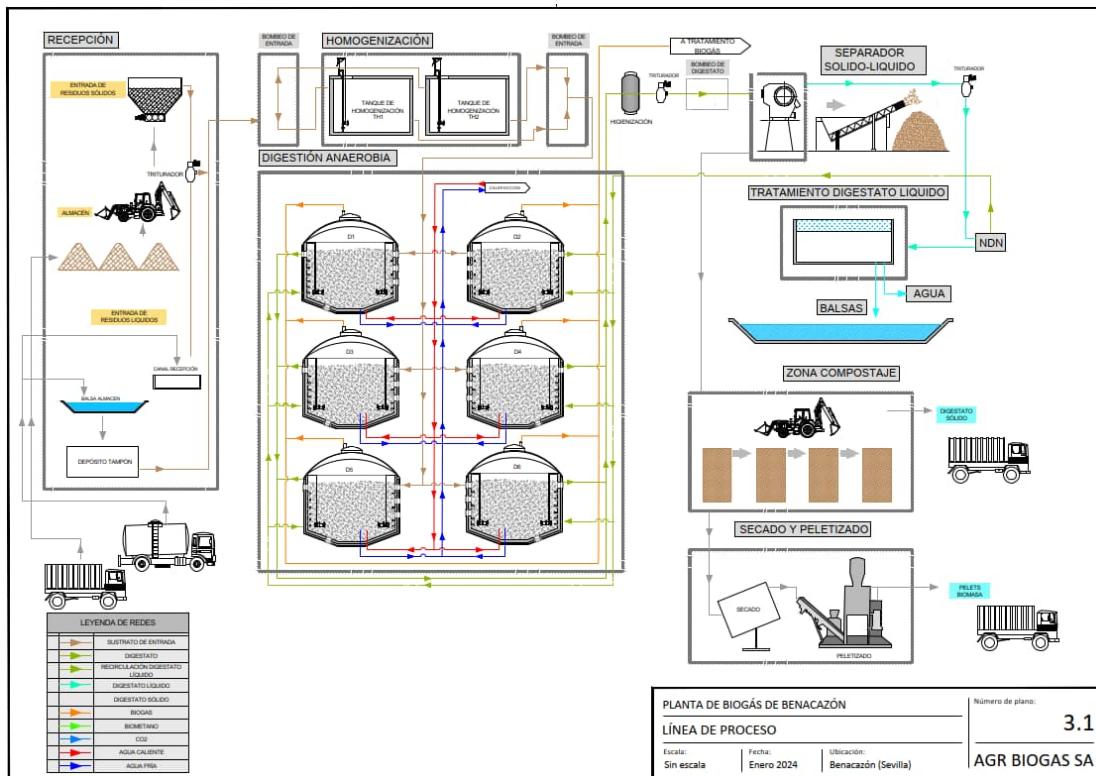 RECEPCIÓN
ENTRADA DE
RESIDUOS SÓLIDOS
TRITURADOR
ALMACÉN
ENTRADA DE
RESIDUOS LIQUIDOS
CANAL RECEPCIÓN
BALSA ALMACEN
DEPÓSITO TAMPON
BOMBEO DE
ENTRADA
HOMOGENIZACIÓN
TANQUE DE
HOMOGENIZACIÓN
TH1
TANQUE DE
HOMOGENIZACIÓN
TH2
BOMBEO DE
ENTRADA
DIGESTIÓN ANAEROBIA
D1
D2
D3
D4
D5
D6
A TRATAMIENTO
BIOGÁS
HIGIENIZACIÓN
TRITURADOR
BOMBEO DE
DIGESTATO
SEPARADOR
SOLIDO-LIQUIDO
TRITURADOR
TRATAMIENTO DIGESTATO LIQUIDO
NDN
AGUA
BALSAS
ZONA COMPOSTAJE
DIGESTATO
SÓLIDO
SECADO Y PELETIZADO
SECADO
PELETIZADO
PELETS
BIOMASA
LEYENDA DE REDES
SUSTRATO DE ENTRADA
DIGESTATO
RECIRCULACIÓN DIGESTATO
LÍQUIDO
DIGESTATO LÍQUIDO
DIGESTATO SÓLIDO
BIOGAS
BIOMETANO
CO2
AGUA CALIENTE
AGUA FRÍA
PLANTA DE BIOGÁS DE BENACAZÓN
LÍNEA DE PROCESO
Escala:
Sin escala
Fecha:
Enero 2024
Ubicación:
Benacazón (Sevilla)
Número de plano:
3.1
AGR BIOGAS SA